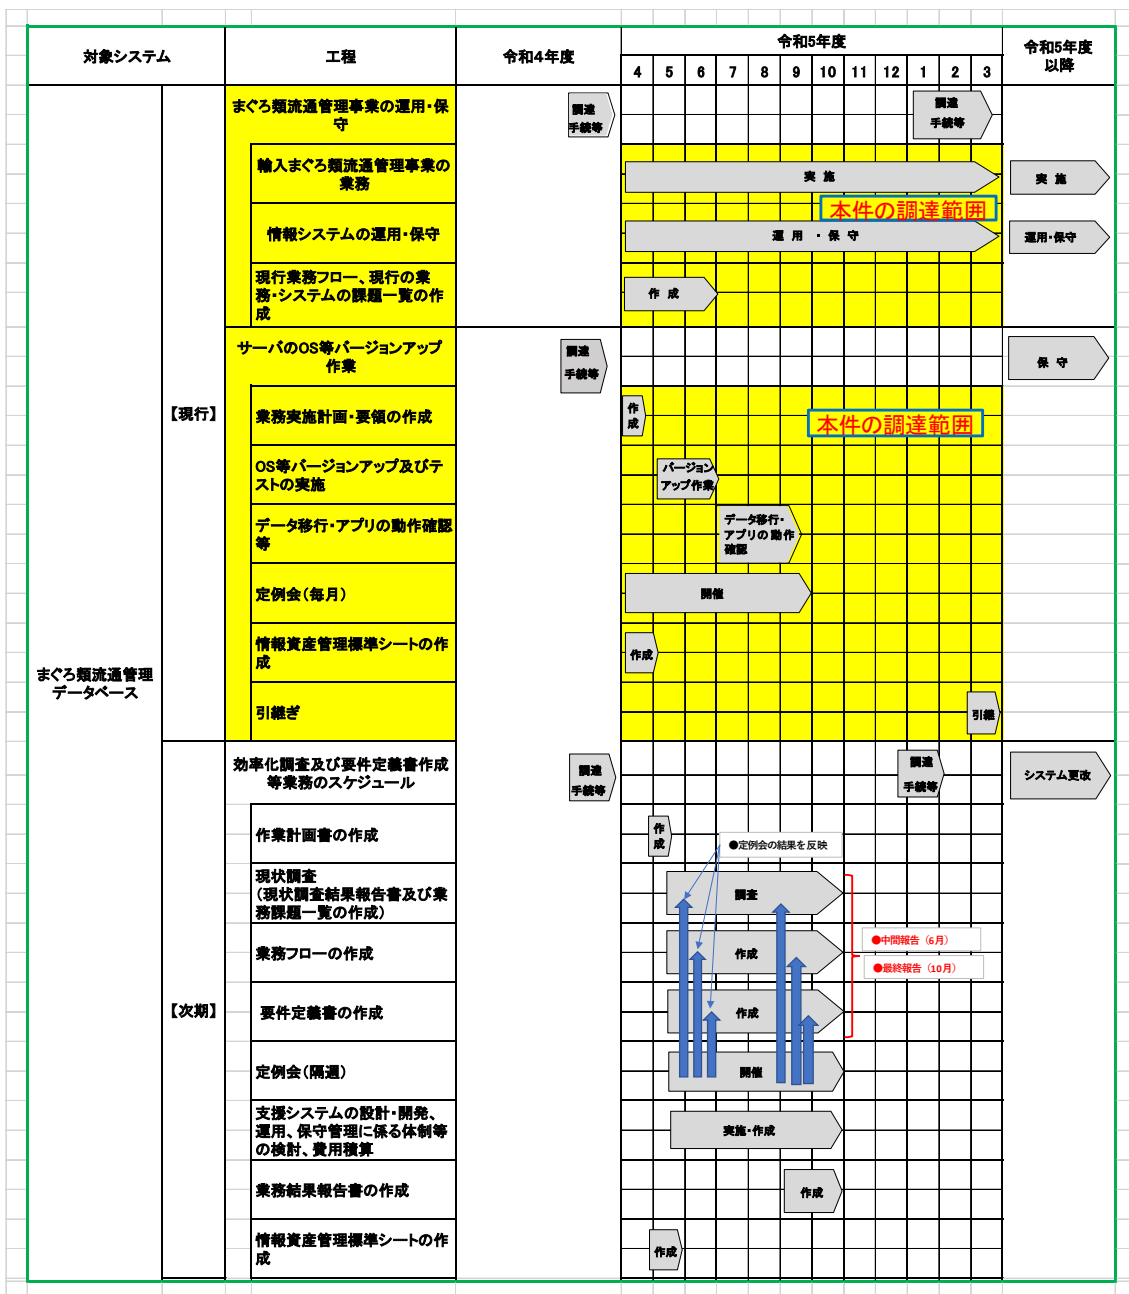 対象システム
工程
令和4年度
令和5年度
令和5年度
以降
4 5 6 7 8 9 10 11 12 1 2 3
まぐろ類流通管理
データベース
【現行】
まぐろ類流通管理事業の運用・保
守
調達
手続等
調達
手続等
輸入まぐろ類流通管理事業の
業務
実 施
実 施
本件の調達範囲
情報システムの運用・保守
運 用 ・ 保 守
運用・保守
現行業務フロー、現行の業
務・システムの課題一覧の作
成
作 成
サーバのOS等バージョンアップ
作業
調達
手続等
保 守
業務実施計画・要領の作成
作
成
本件の調達範囲
OS等バージョンアップ及びテ
ストの実施
バージョン
アップ作業
データ移行・アプリの動作確認
等
データ移行・
アプリの動作
確認
定例会（毎月）
開催
情報資産管理標準シートの作
成
作成
引継ぎ
引継
【次期】
効率化調査及び要件定義書作成
等業務のスケジュール
調達
手続等
調達
手続等
システム更改
作業計画書の作成
作
成
●定例会の結果を反映
現状調査
（現状調査結果報告書及び業
務課題一覧の作成）
調査
業務フローの作成
作成
●中間報告（6月）
●最終報告（10月）
要件定義書の作成
作成
定例会（隔週）
開催
支援システムの設計・開発、
運用、保守管理に係る体制等
の検討、費用積算
実施・作成
業務結果報告書の作成
作成
情報資産管理標準シートの作
成
作成